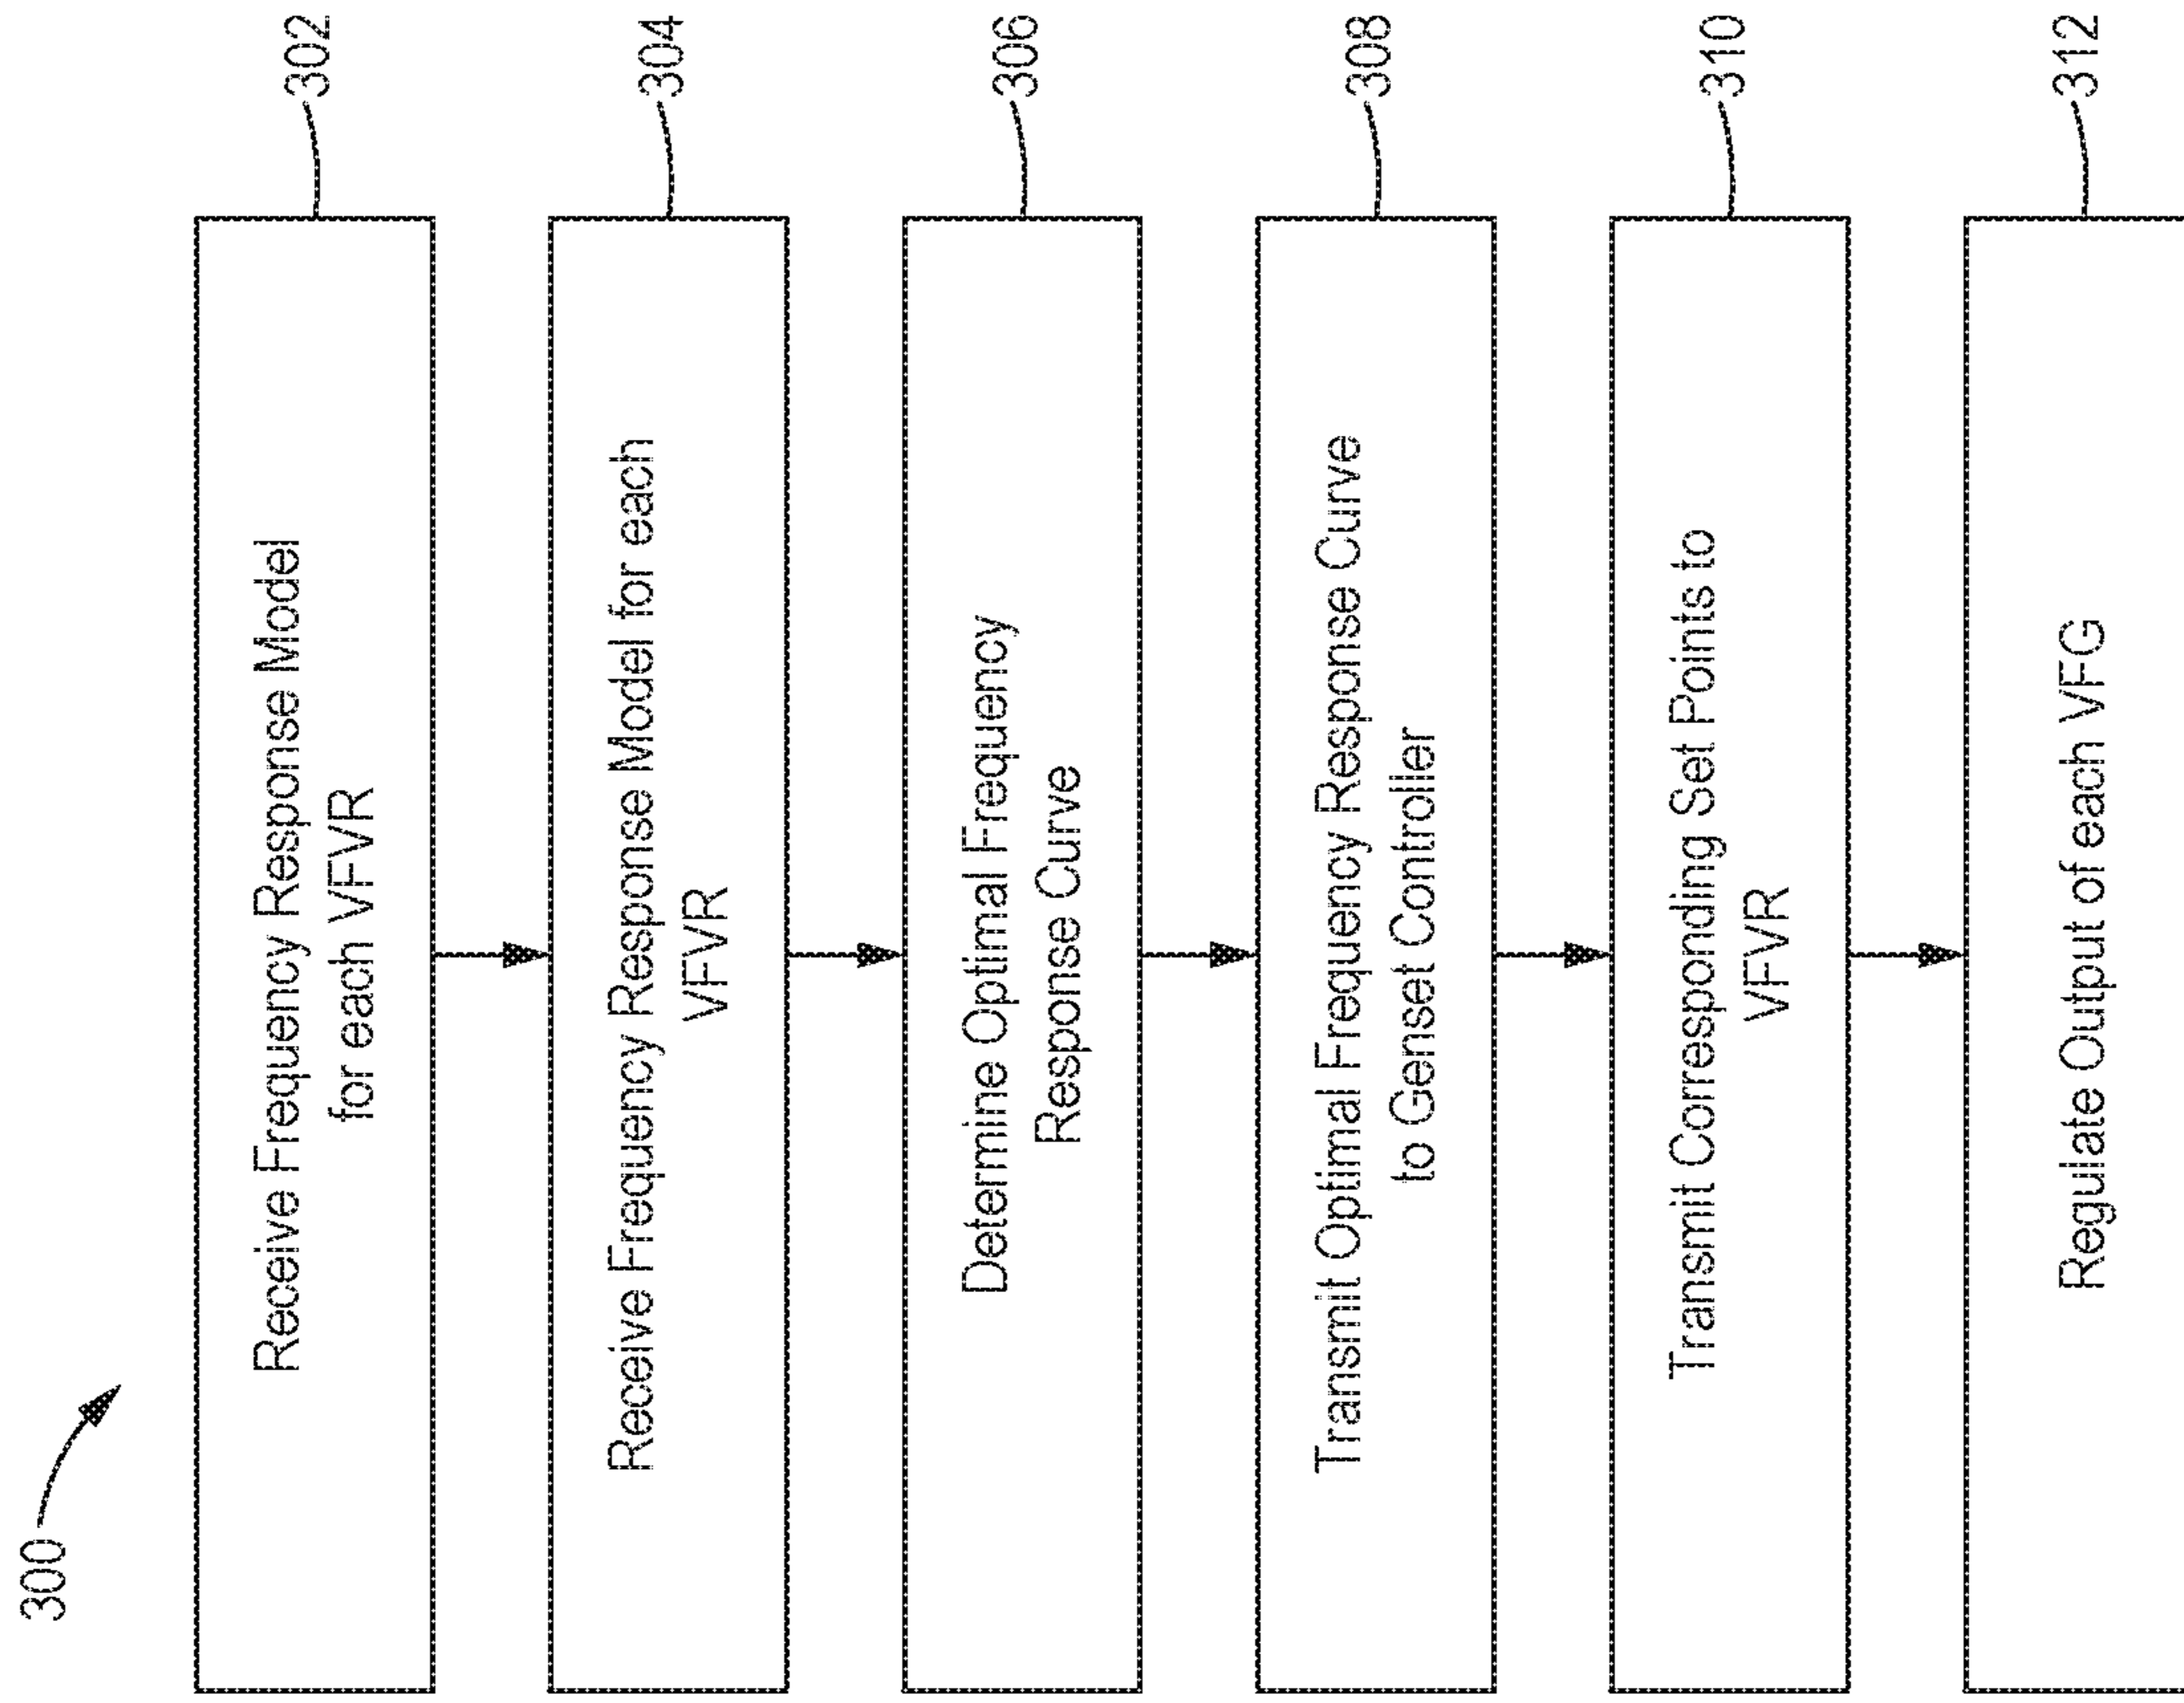 300
Receive Frequency Response Model
for each VFVR
302
Receive Frequency Response Model for each
VFVR
304
Determine Optimal Frequency
Response Curve
306
Transmit Optimal Frequency Response Curve
to Genset Controller
308
Transmit Corresponding Set Points to
VFVR
310
Regulate Output of each VFG
312